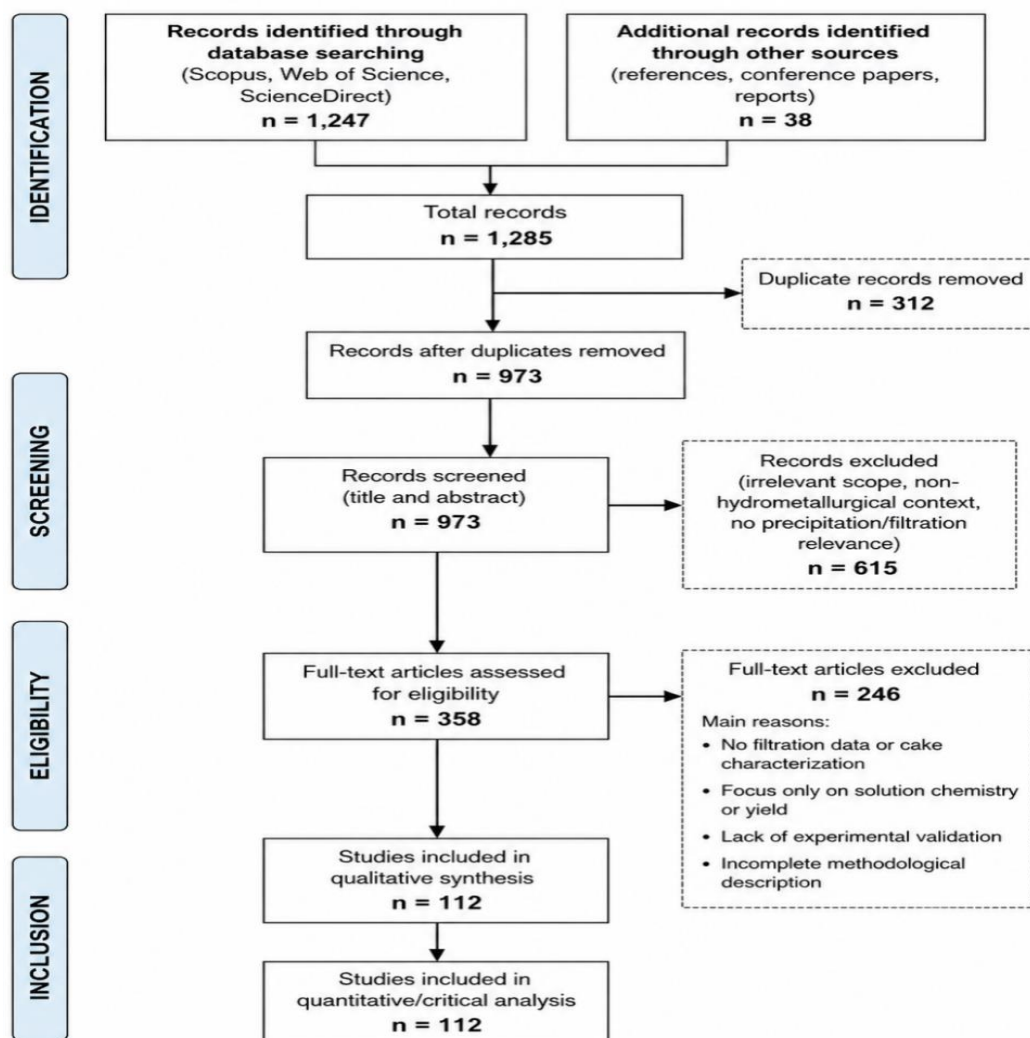 IDENTIFICATION
Records identified through
database searching
(Scopus, Web of Science,
ScienceDirect)
n = 1,247
Additional records identified
through other sources
(references, conference papers,
reports)
n = 38
Total records
n = 1,285
Duplicate records removed
n = 312
Records after duplicates removed
n = 973
SCREENING
Records screened
(title and abstract)
n = 973
Records excluded
(irrelevant scope, non-
hydrometallurgical context,
no precipitation/filtration
relevance)
n = 615
ELIGIBILITY
Full-text articles assessed
for eligibility
n = 358
Full-text articles excluded
n = 246
Main reasons:
• No filtration data or cake
characterization
• Focus only on solution chemistry
or yield
• Lack of experimental validation
• Incomplete methodological
description
INCLUSION
Studies included in
qualitative synthesis
n = 112
Studies included in
quantitative/critical analysis
n = 112